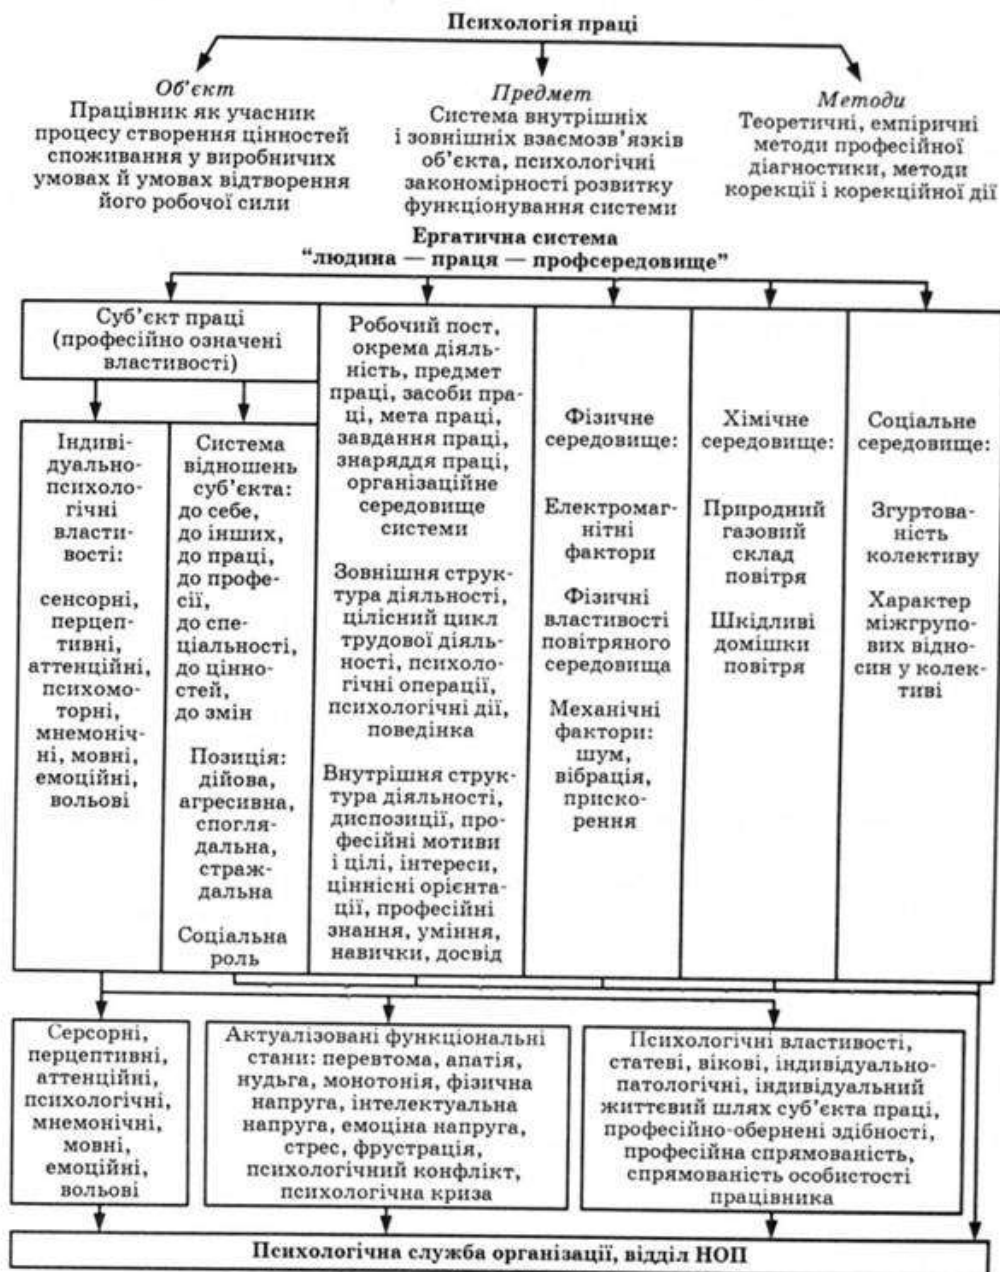 Психологія праці
Об'єкт
Працівник як учасник
процесу створення цінностей
споживання у виробничих
умовах й умовах відтворення
його робочої сили
Предмет
Система внутрішніх
і зовнішніх взаємозв'язків
об'єкта, психологічні
закономірності розвитку
функціонування системи
Методи
Теоретичні, емпіричні
методи професійної
діагностики, методи
корекції і корекційної дії
Ергатична система
“людина — праця — профсередовище”
Суб'єкт праці
(професійно означені
властивості)
Індиві-
дуально-
психоло-
гічні
власти-
вості:
сенсорні,
перцеп-
тивні,
аттенційні,
психомо-
торні,
мнемоніч-
ні, мовні,
емоційні,
вольові
Система
відношень
суб'єкта:
до себе,
до інших,
до праці,
до профе-
сії,
до спе-
ціальності,
до цінно-
стей,
до змін
Позиція:
дійова,
агресивна,
спогля-
дальна,
страж-
дальна
Соціальна
роль
Робочий пост,
окрема діяль-
ність, предмет
праці, засоби пра-
ці, мета праці,
завдання праці,
знаряддя праці,
організаційне
середовище
системи
Зовнішня струк-
тура діяльності,
цілісний цикл
трудової діяль-
ності, психоло-
гічні операції,
психологічні дії,
поведінка
Внутрішня струк-
тура діяльності,
диспозиції, про-
фесійні мотиви
і цілі, інтереси,
ціннісні орієнта-
ції, професійні
знання, уміння,
навички, досвід
Фізичне
середовище:
Електромаг-
нітні
фактори
Фізичні
властивості
повітряного
середовища
Механічні
фактори:
шум,
вібрація,
приско-
рення
Хімічне
середовище:
Природний
газовий
склад
повітря
Шкідливі
домішки
повітря
Соціальне
середовище:
Згуртова-
ність
колективу
Характер
міжгрупо-
вих відно-
син у колек-
тиві
Серсорні,
перцептивні,
аттенційні,
психологічні,
мнемонічні,
мовні,
емоційні,
вольові
Актуалізовані функціональні
стани: перевтома, апатія,
нудьга, монотонія, фізична
напруга, інтелектуальна
напруга, емоціна напруга,
стрес, фрустрація,
психологічний конфлікт,
психологічна криза
Психологічні властивості,
статеві, вікові, індивідуально-
патологічні, індивідуальний
життєвий шлях суб'єкта праці,
професійно-обернені здібності,
професійна спрямованість,
спрямованість особистості
працівника
Психологічна служба організації, відділ НОП